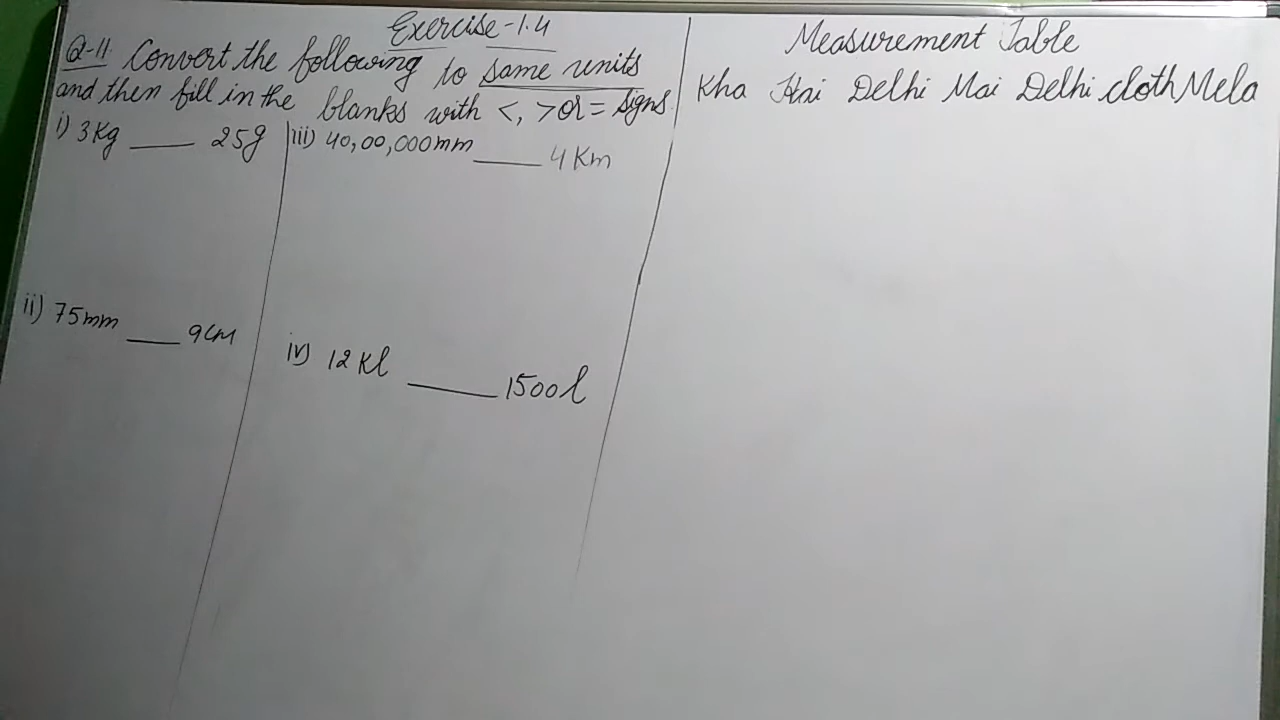 Exercise-1.4
Q-11. Convert the following to same units
and then fill in the blanks with <, > or = signs.
i) 3Kg ____ 25g
iii) 40,00,000mm ____ 4Km
ii) 75mm ____ 9cm
iv) 12Kl ____ 1500l
Measurement Table
Kha Hai Delhi Mai Delhi cloth Mela